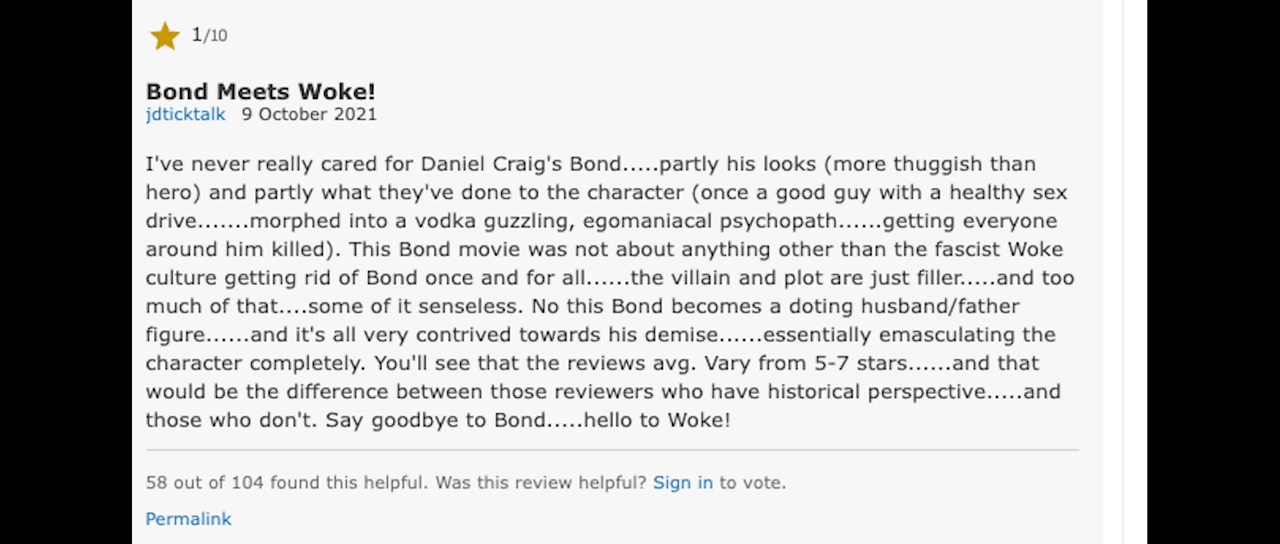 1/10
Bond Meets Woke!
jdticktalk 9 October 2021
I've never really cared for Daniel Craig's Bond.....partly his looks (more thuggish than
hero) and partly what they've done to the character (once a good guy with a healthy sex
drive.......morphed into a vodka guzzling, egomaniacal psychopath......getting everyone
around him killed). This Bond movie was not about anything other than the fascist Woke
culture getting rid of Bond once and for all......the villain and plot are just filler.....and too
much of that....some of it senseless. No this Bond becomes a doting husband/father
figure......and it's all very contrived towards his demise......essentially emasculating the
character completely. You'll see that the reviews avg. Vary from 5-7 stars......and that
would be the difference between those reviewers who have historical perspective.....and
those who don't. Say goodbye to Bond.....hello to Woke!
58 out of 104 found this helpful. Was this review helpful? Sign in to vote.
Permalink